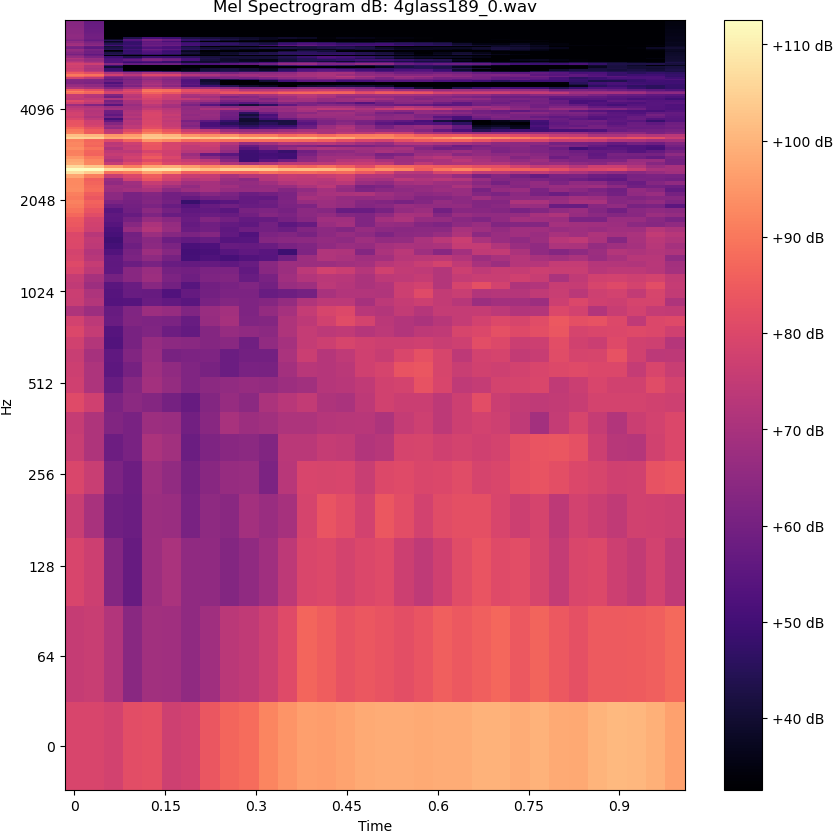 Mel Spectrogram dB: 4glass189_0.wav
+110 dB
4096
+100 dB
2048
+90 dB
1024
+80 dB
512
Hz
+70 dB
256
+60 dB
128
+50 dB
64
+40 dB
0
0 0.15 0.3 0.45 0.6 0.75 0.9
Time